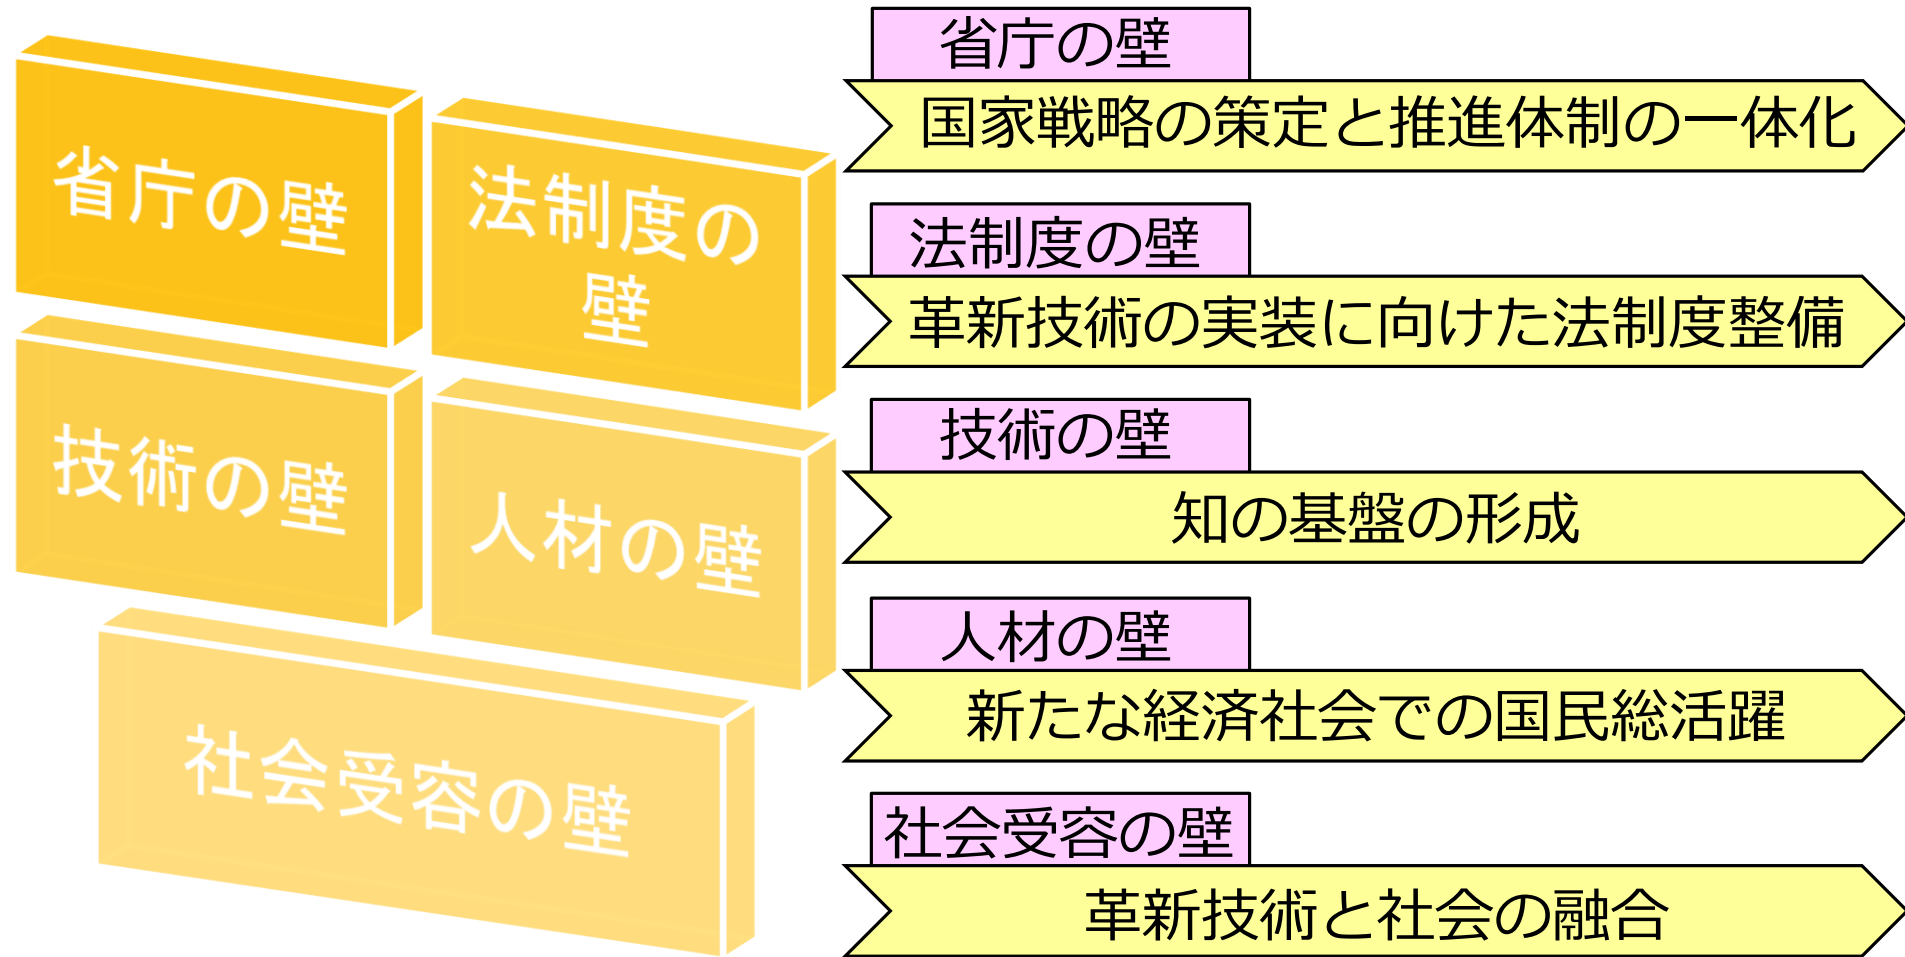 省庁の壁
法制度の
壁
技術の壁
人材の壁
社会受容の壁
省庁の壁
国家戦略の策定と推進体制の一体化
法制度の壁
革新技術の実装に向けた法制度整備
技術の壁
知の基盤の形成
人材の壁
新たな経済社会での国民総活躍
社会受容の壁
革新技術と社会の融合